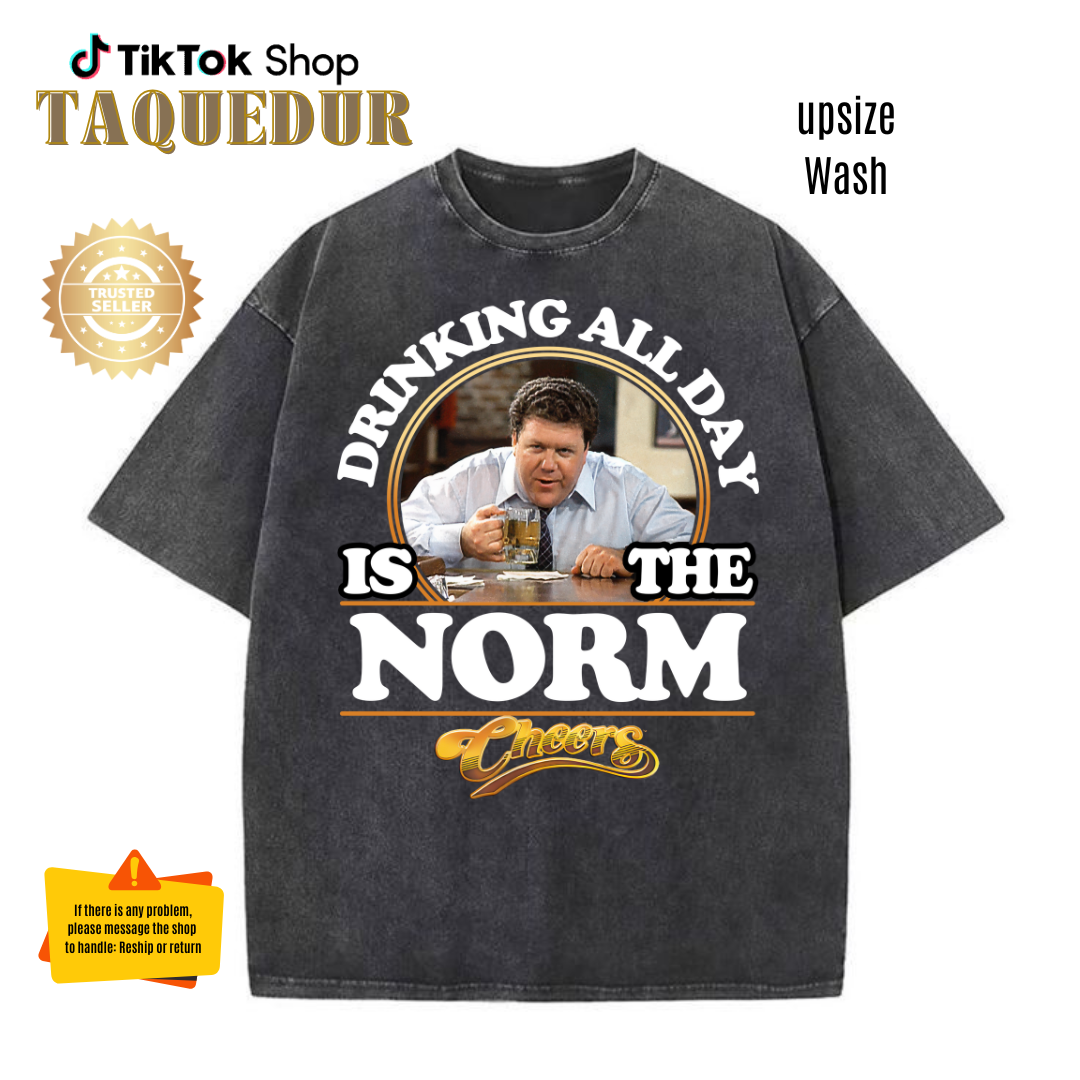 TikTok Shop
TAQUEDUR
upsize
Wash
TRUSTED
SELLER
DRINKING ALL DAY
IS THE
NORM
Cheers
If there is any problem,
please message the shop
to handle: Reship or return